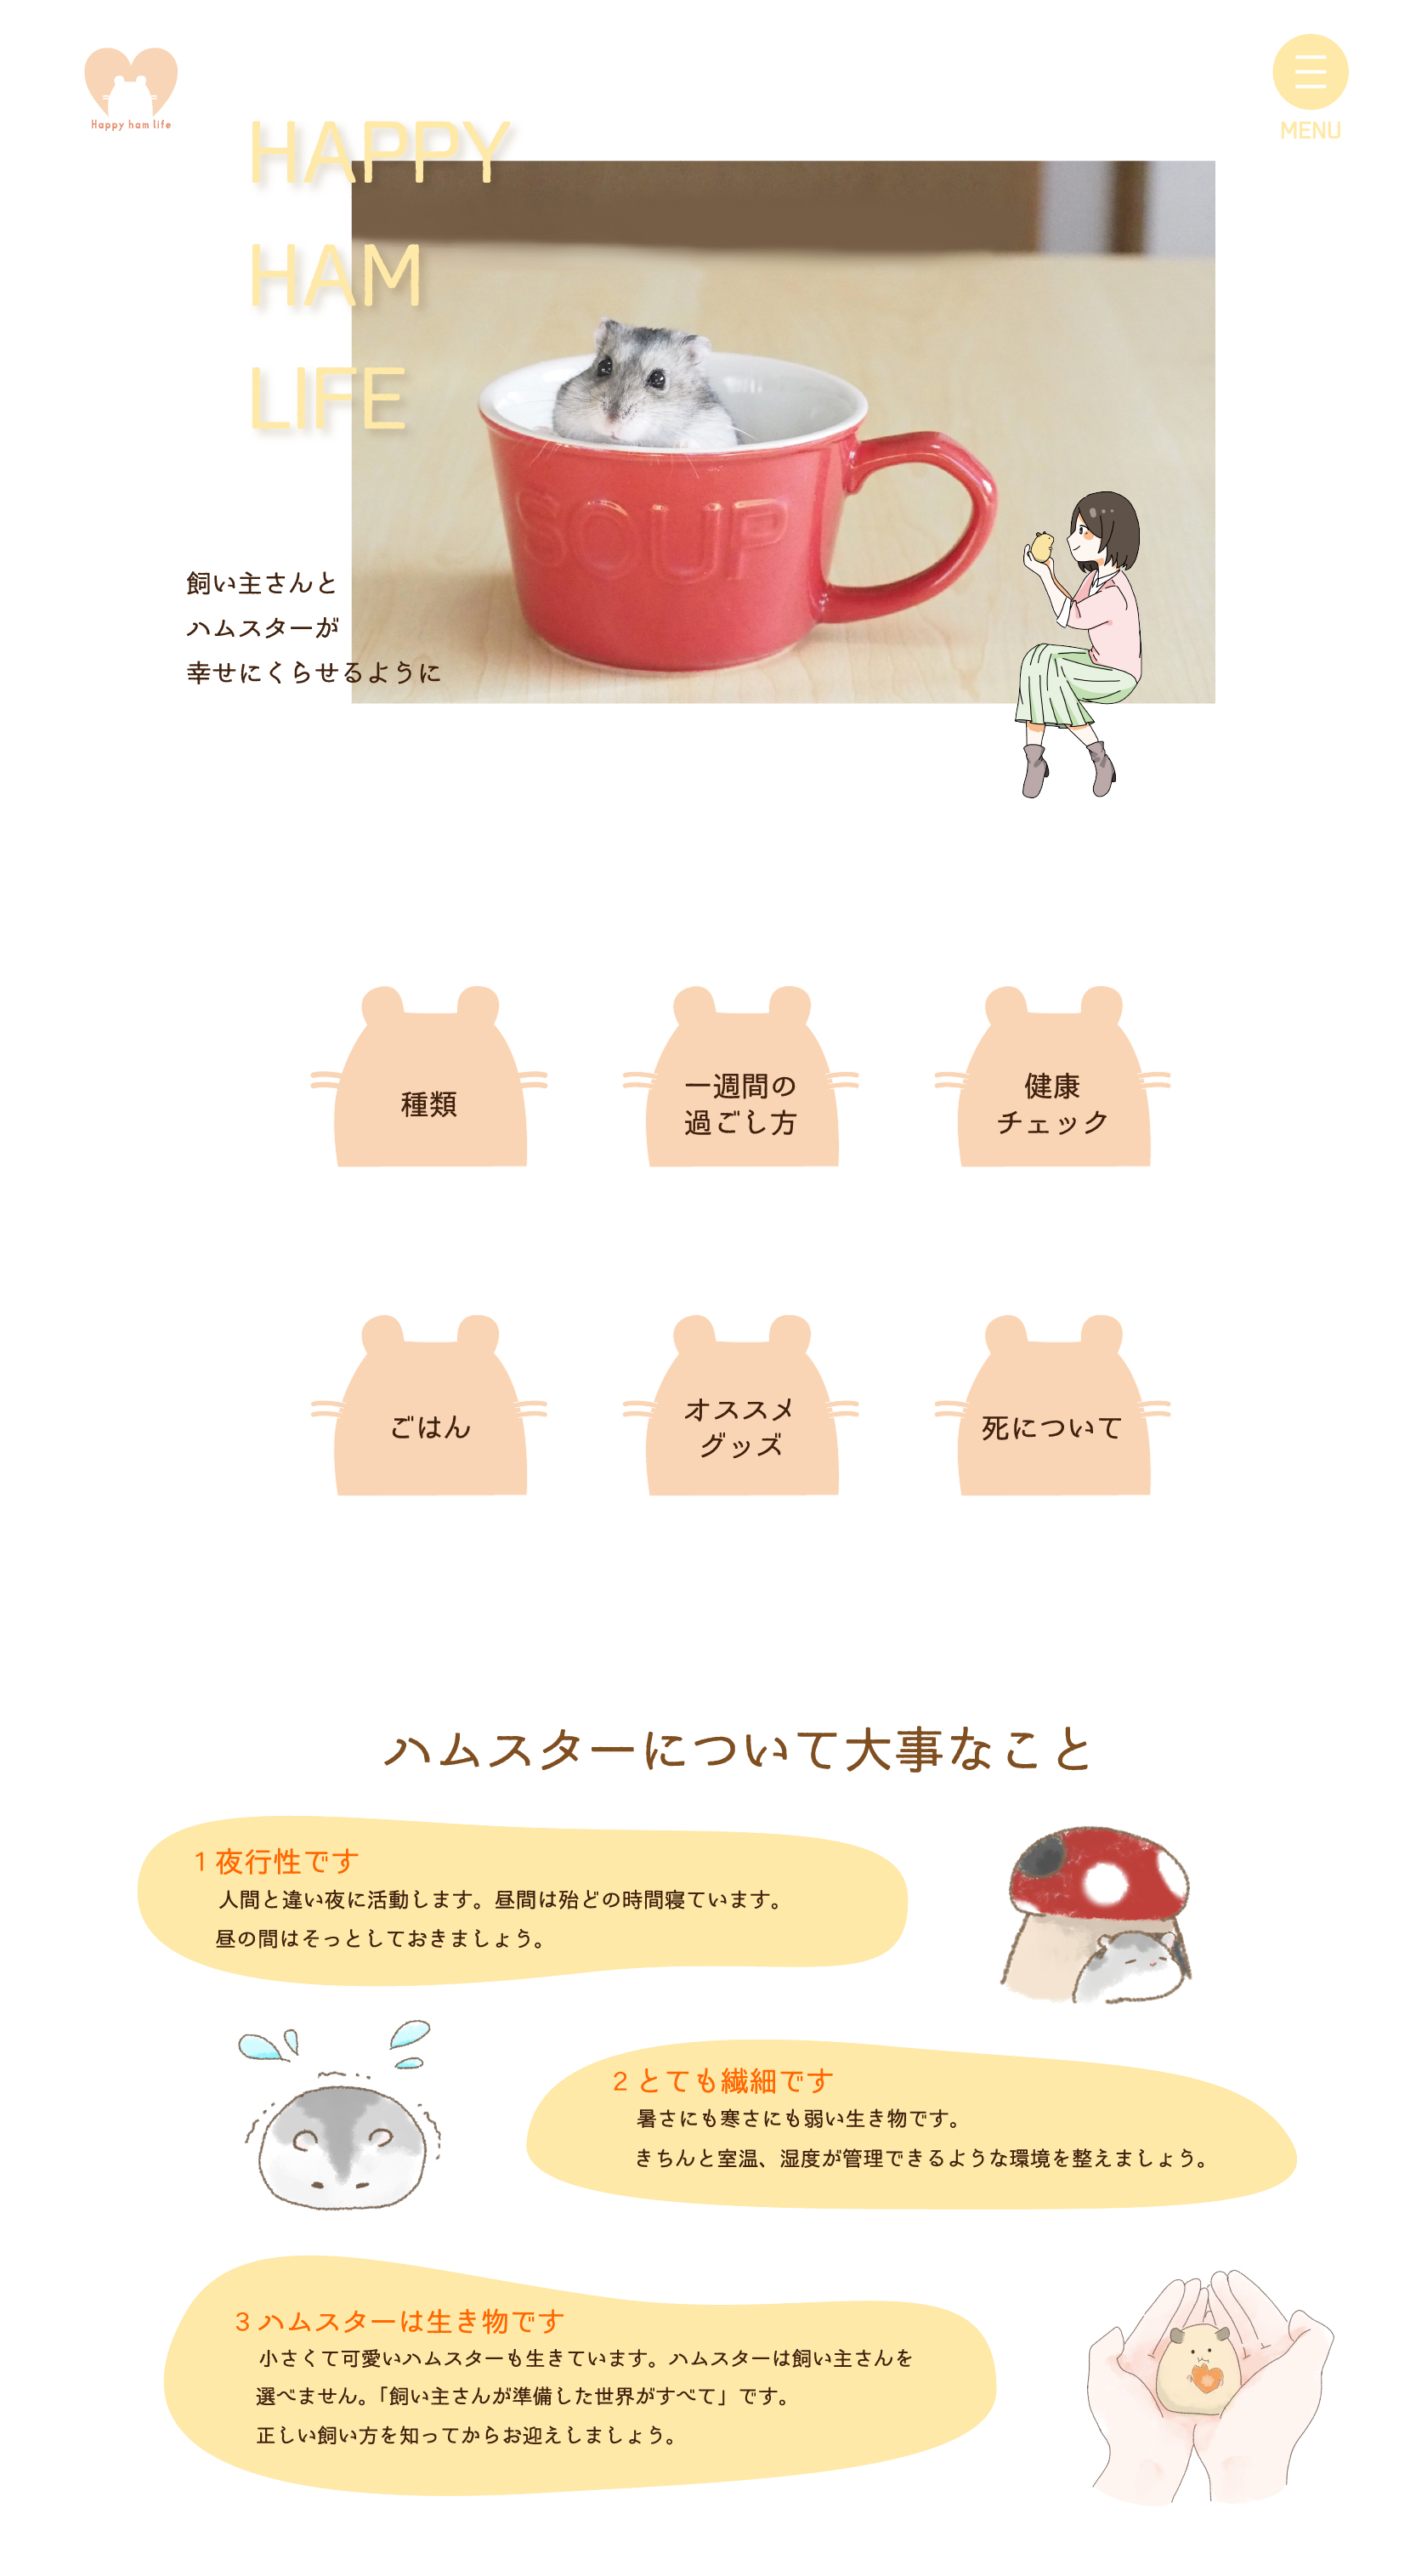 Happy ham life
MENU
HAPPY
HAM
LIFE
SOUP
飼い主さんと
ハムスターが
幸せにくらせるように
種類
一週間の
過ごし方
健康
チェック
ごはん
オススメ
グッズ
死について
ハムスターについて大事なこと
1 夜行性です
人間と違い夜に活動します。昼間は殆どの時間寝ています。
昼の間はそっとしておきましょう。
2 とても繊細です
暑さにも寒さにも弱い生き物です。
きちんと室温、湿度が管理できるような環境を整えましょう。
3 ハムスターは生き物です
小さくて可愛いハムスターも生きています。ハムスターは飼い主さんを
選べません。「飼い主さんが準備した世界がすべて」です。
正しい飼い方を知ってからお迎えしましょう。